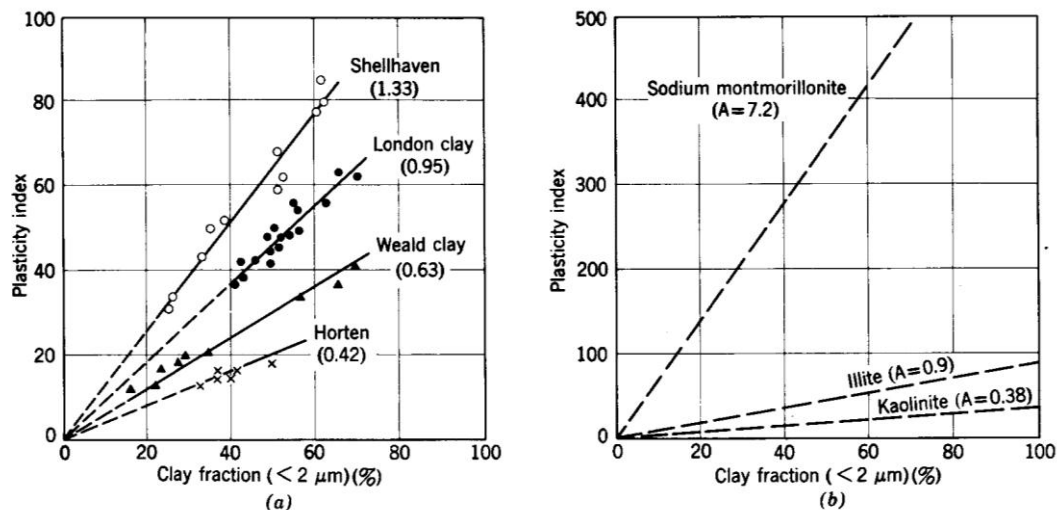 100
80
60
40
20
0
0 20 40 60 80 100
Plasticity index
Clay fraction (< 2 μm)(%)
(a)
Shellhaven
(1.33)
London clay
(0.95)
Weald clay
(0.63)
Horten
(0.42)
500
400
300
200
100
0
0 20 40 60 80 100
Plasticity index
Clay fraction (< 2 μm)(%)
(b)
Sodium montmorillonite
(A=7.2)
Illite (A=0.9)
Kaolinite (A=0.38)